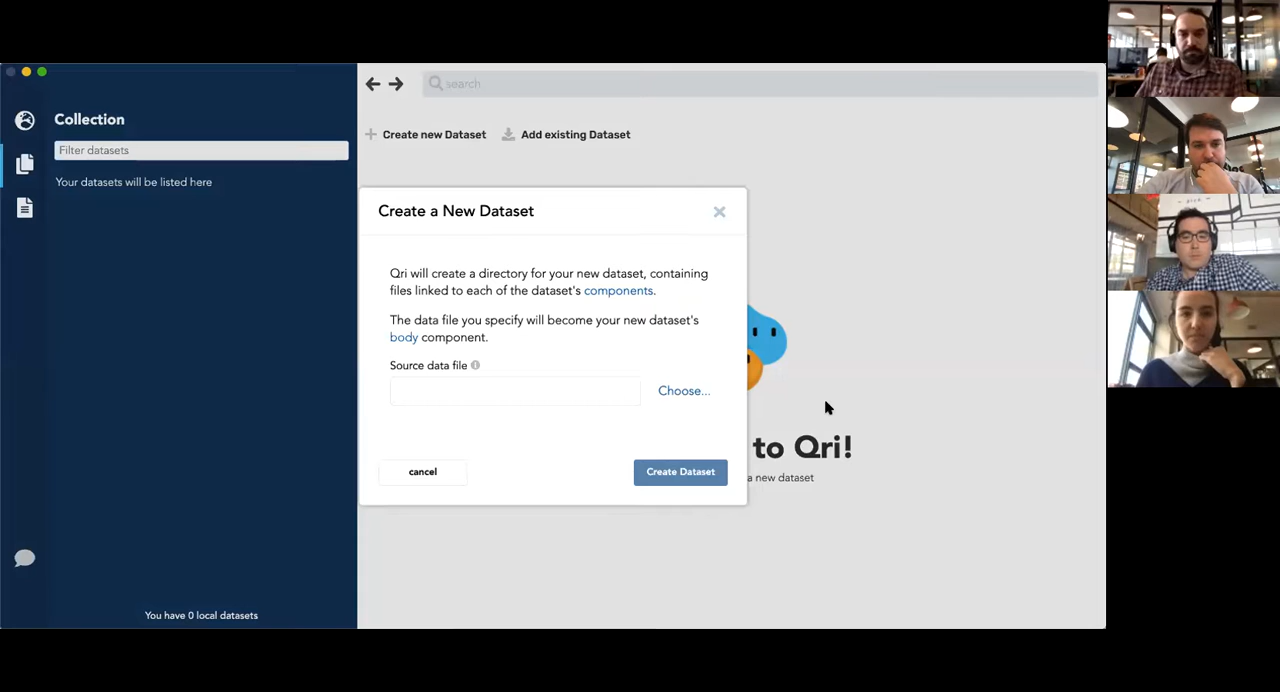 Collection
Filter datasets
Your datasets will be listed here
You have 0 local datasets
search
Create new Dataset
Add existing Dataset
Create a New Dataset
Qri will create a directory for your new dataset, containing
files linked to each of the dataset's components.
The data file you specify will become your new dataset's
body component.
Source data file
Choose...
cancel
Create Dataset
to Qri!
a new dataset